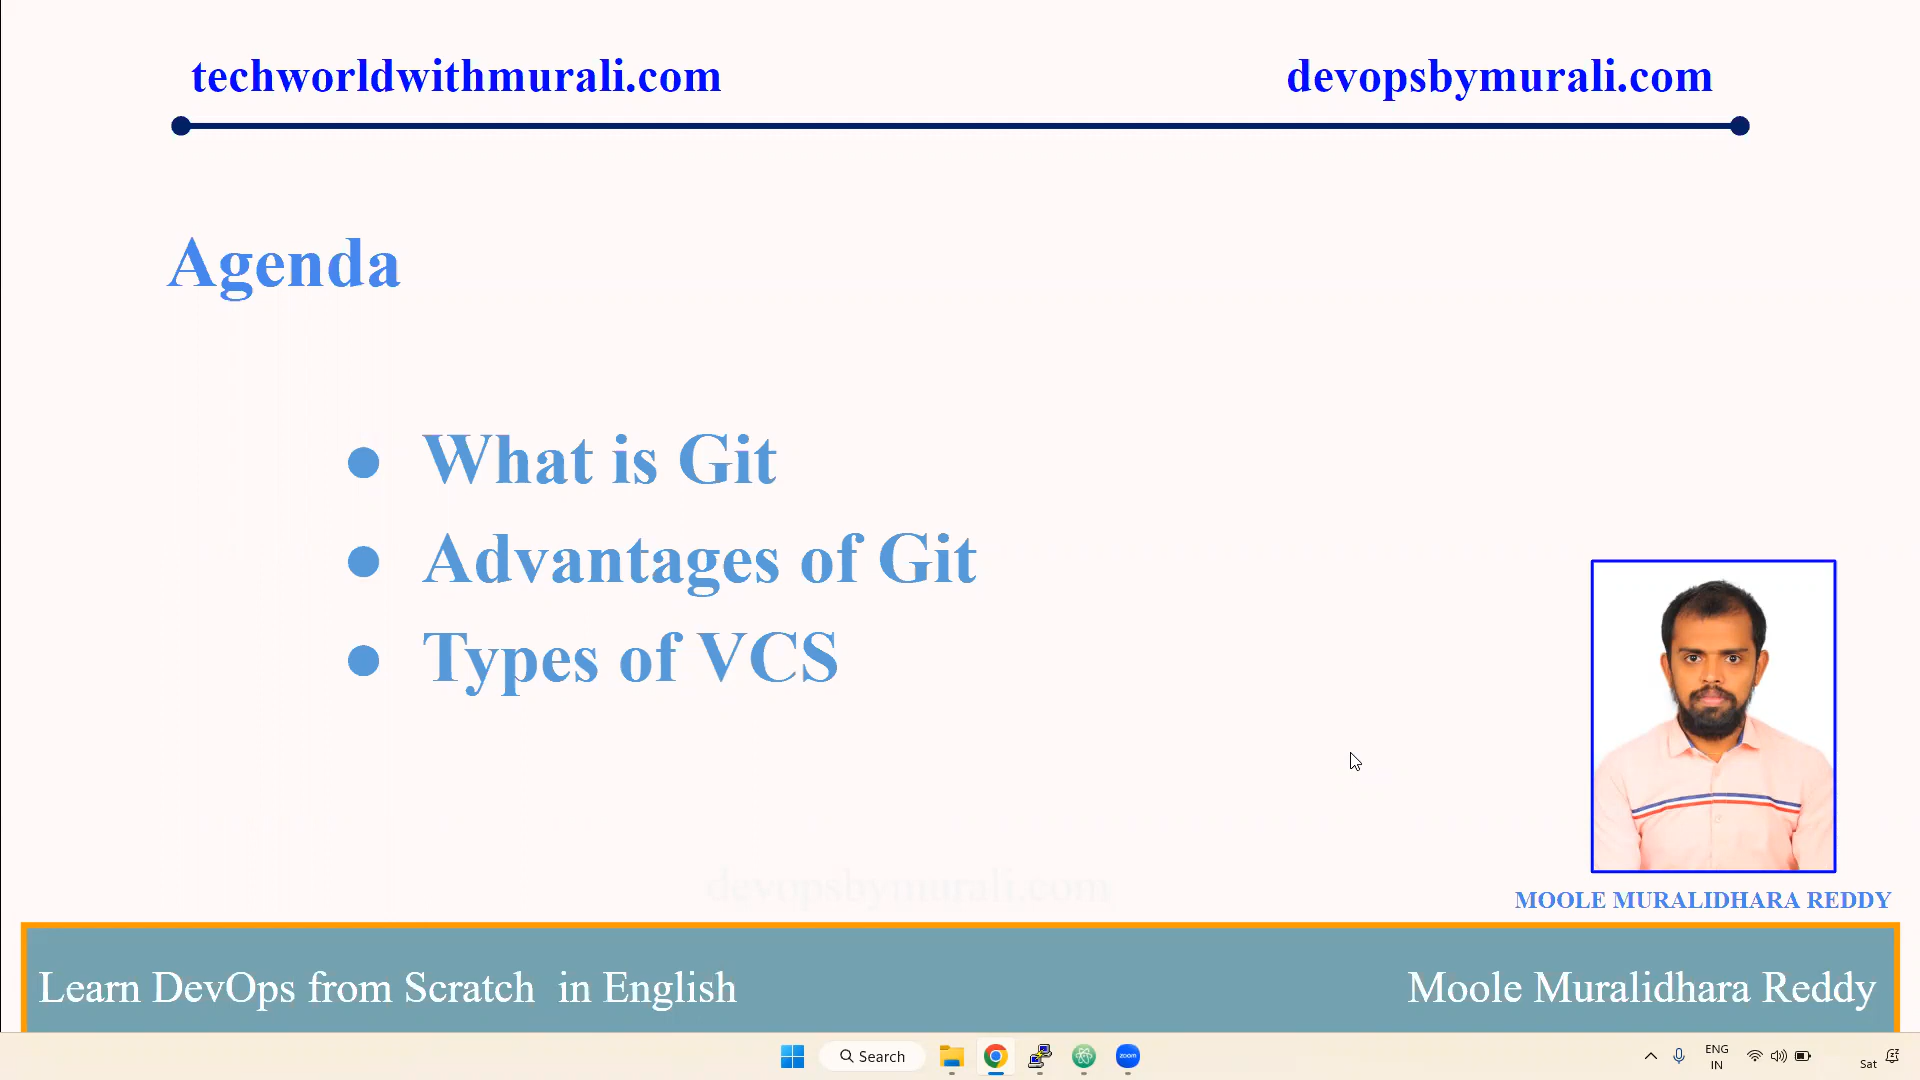 techworldwithmurali.com devopsbymurali.com
Agenda
● What is Git
● Advantages of Git
● Types of VCS
devopsbymurali.com
MOOLE MURALIDHARA REDDY
Learn DevOps from Scratch in English Moole Muralidhara Reddy
Search
zoom
ENG
IN
Sat